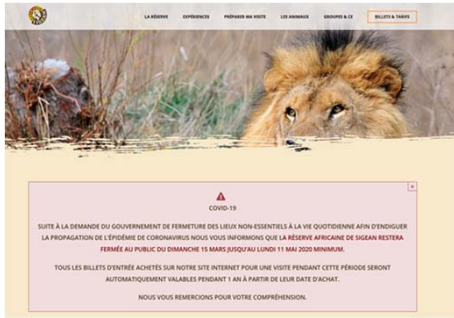 LA RÉSERVE EXPÉRIENCES PRÉPARER MA VISITE LES ANIMAUX GROUPES & CE BILLETS & TARIFS
COVID-19
SUITE À LA DEMANDE DU GOUVERNEMENT DE FERMETURE DES LIEUX NON-ESSENTIELS À LA VIE QUOTIDIENNE AFIN D'ENDIGUER
LA PROPAGATION DE L'ÉPIDÉMIE DE CORONAVIRUS NOUS VOUS INFORMONS QUE LA RÉSERVE AFRICAINE DE SIGEAN RESTERA
FERMÉE AU PUBLIC DU DIMANCHE 15 MARS JUSQU'AU LUNDI 11 MAI 2020 MINIMUM.
TOUS LES BILLETS D'ENTRÉE ACHETÉS SUR NOTRE SITE INTERNET POUR UNE VISITE PENDANT CETTE PÉRIODE SERONT
AUTOMATIQUEMENT VALABLES PENDANT 1 AN À PARTIR DE LEUR DATE D'ACHAT.
NOUS VOUS REMERCIONS POUR VOTRE COMPRÉHENSION.